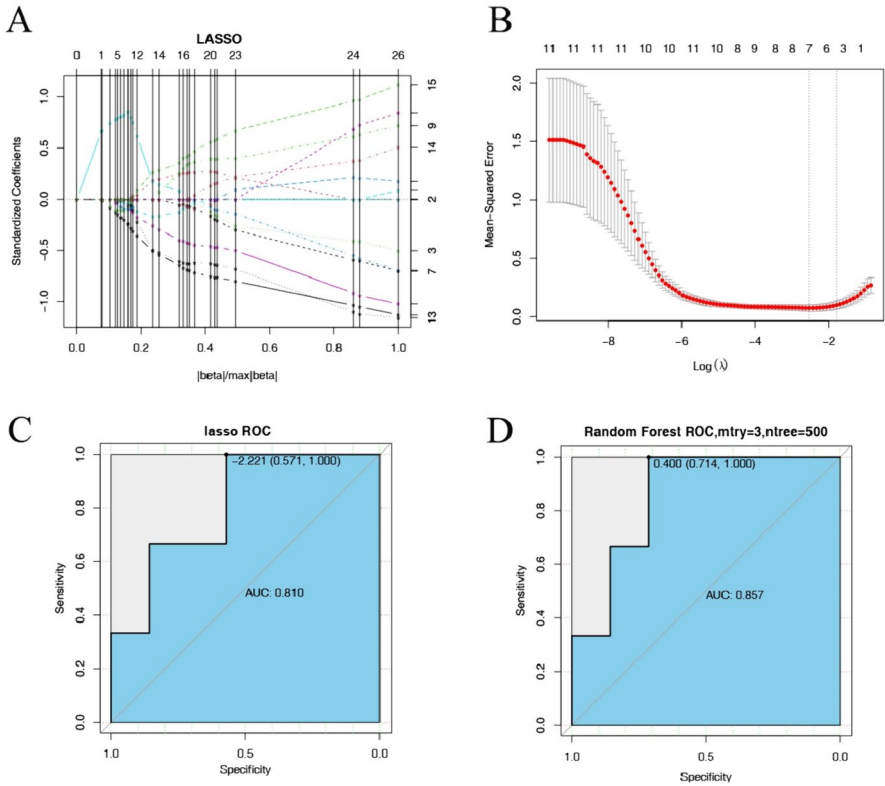 A
LASSO
0 1 5 12 14 16 20 23 24 26
Standardized Coefficients
1.0
0.5
0.0
−0.5
−1.0
15
9
14
2
3
7
13
0.0 0.2 0.4 0.6 0.8 1.0
|beta|/max|beta|
B
11 11 11 11 10 10 10 8 9 8 8 7 6 3 1
Mean-Squared Error
2.0
1.5
1.0
0.5
0.0
−8 −6 −4 −2
Log(λ)
C
lasso ROC
Sensitivity
1.0
0.8
0.6
0.4
0.2
0.0
−2.221 (0.571, 1.000)
AUC: 0.810
1.0 0.5 0.0
Specificity
D
Random Forest ROC,mtry=3,ntree=500
Sensitivity
1.0
0.8
0.6
0.4
0.2
0.0
0.400 (0.714, 1.000)
AUC: 0.857
1.0 0.5 0.0
Specificity